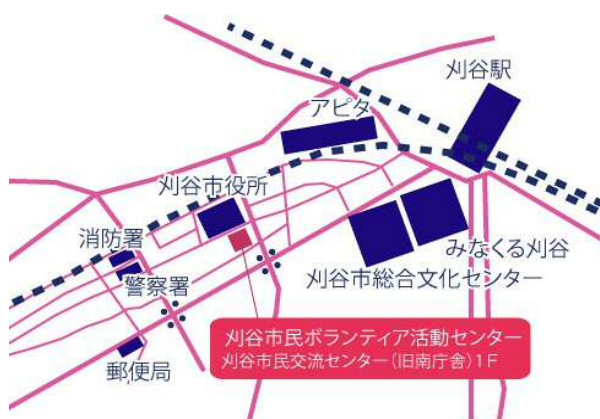 刈谷駅
アピタ
刈谷市役所
消防署
みなくる刈谷
警察署
刈谷市総合文化センター
刈谷市民ボランティア活動センター
刈谷市民交流センター(旧南庁舎)1F
郵便局